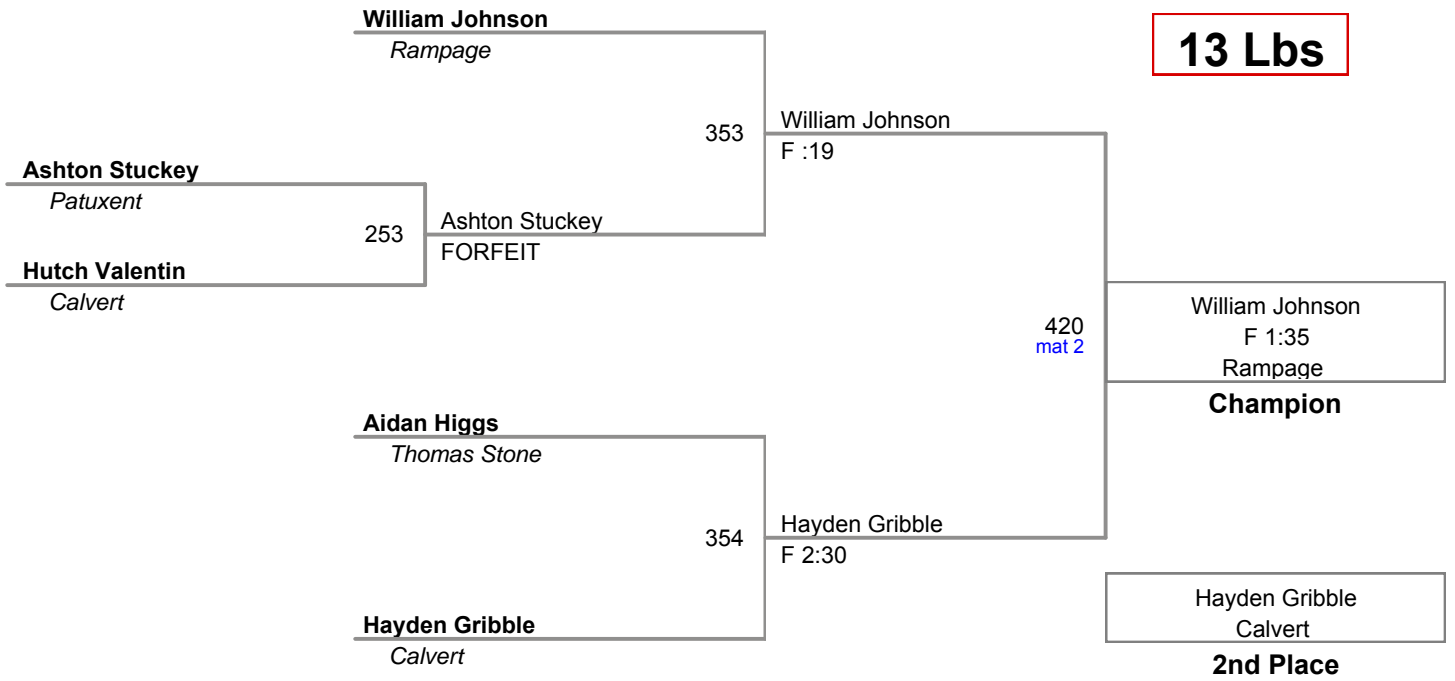 William Johnson
Rampage
13 Lbs
353
William Johnson
F :19
Ashton Stuckey
Patuxent
253
Ashton Stuckey
FORFEIT
Hutch Valentin
Calvert
420
mat 2
William Johnson
F 1:35
Rampage
Champion
Aidan Higgs
Thomas Stone
354
Hayden Gribble
F 2:30
Hayden Gribble
Calvert
Hayden Gribble
Calvert
2nd Place